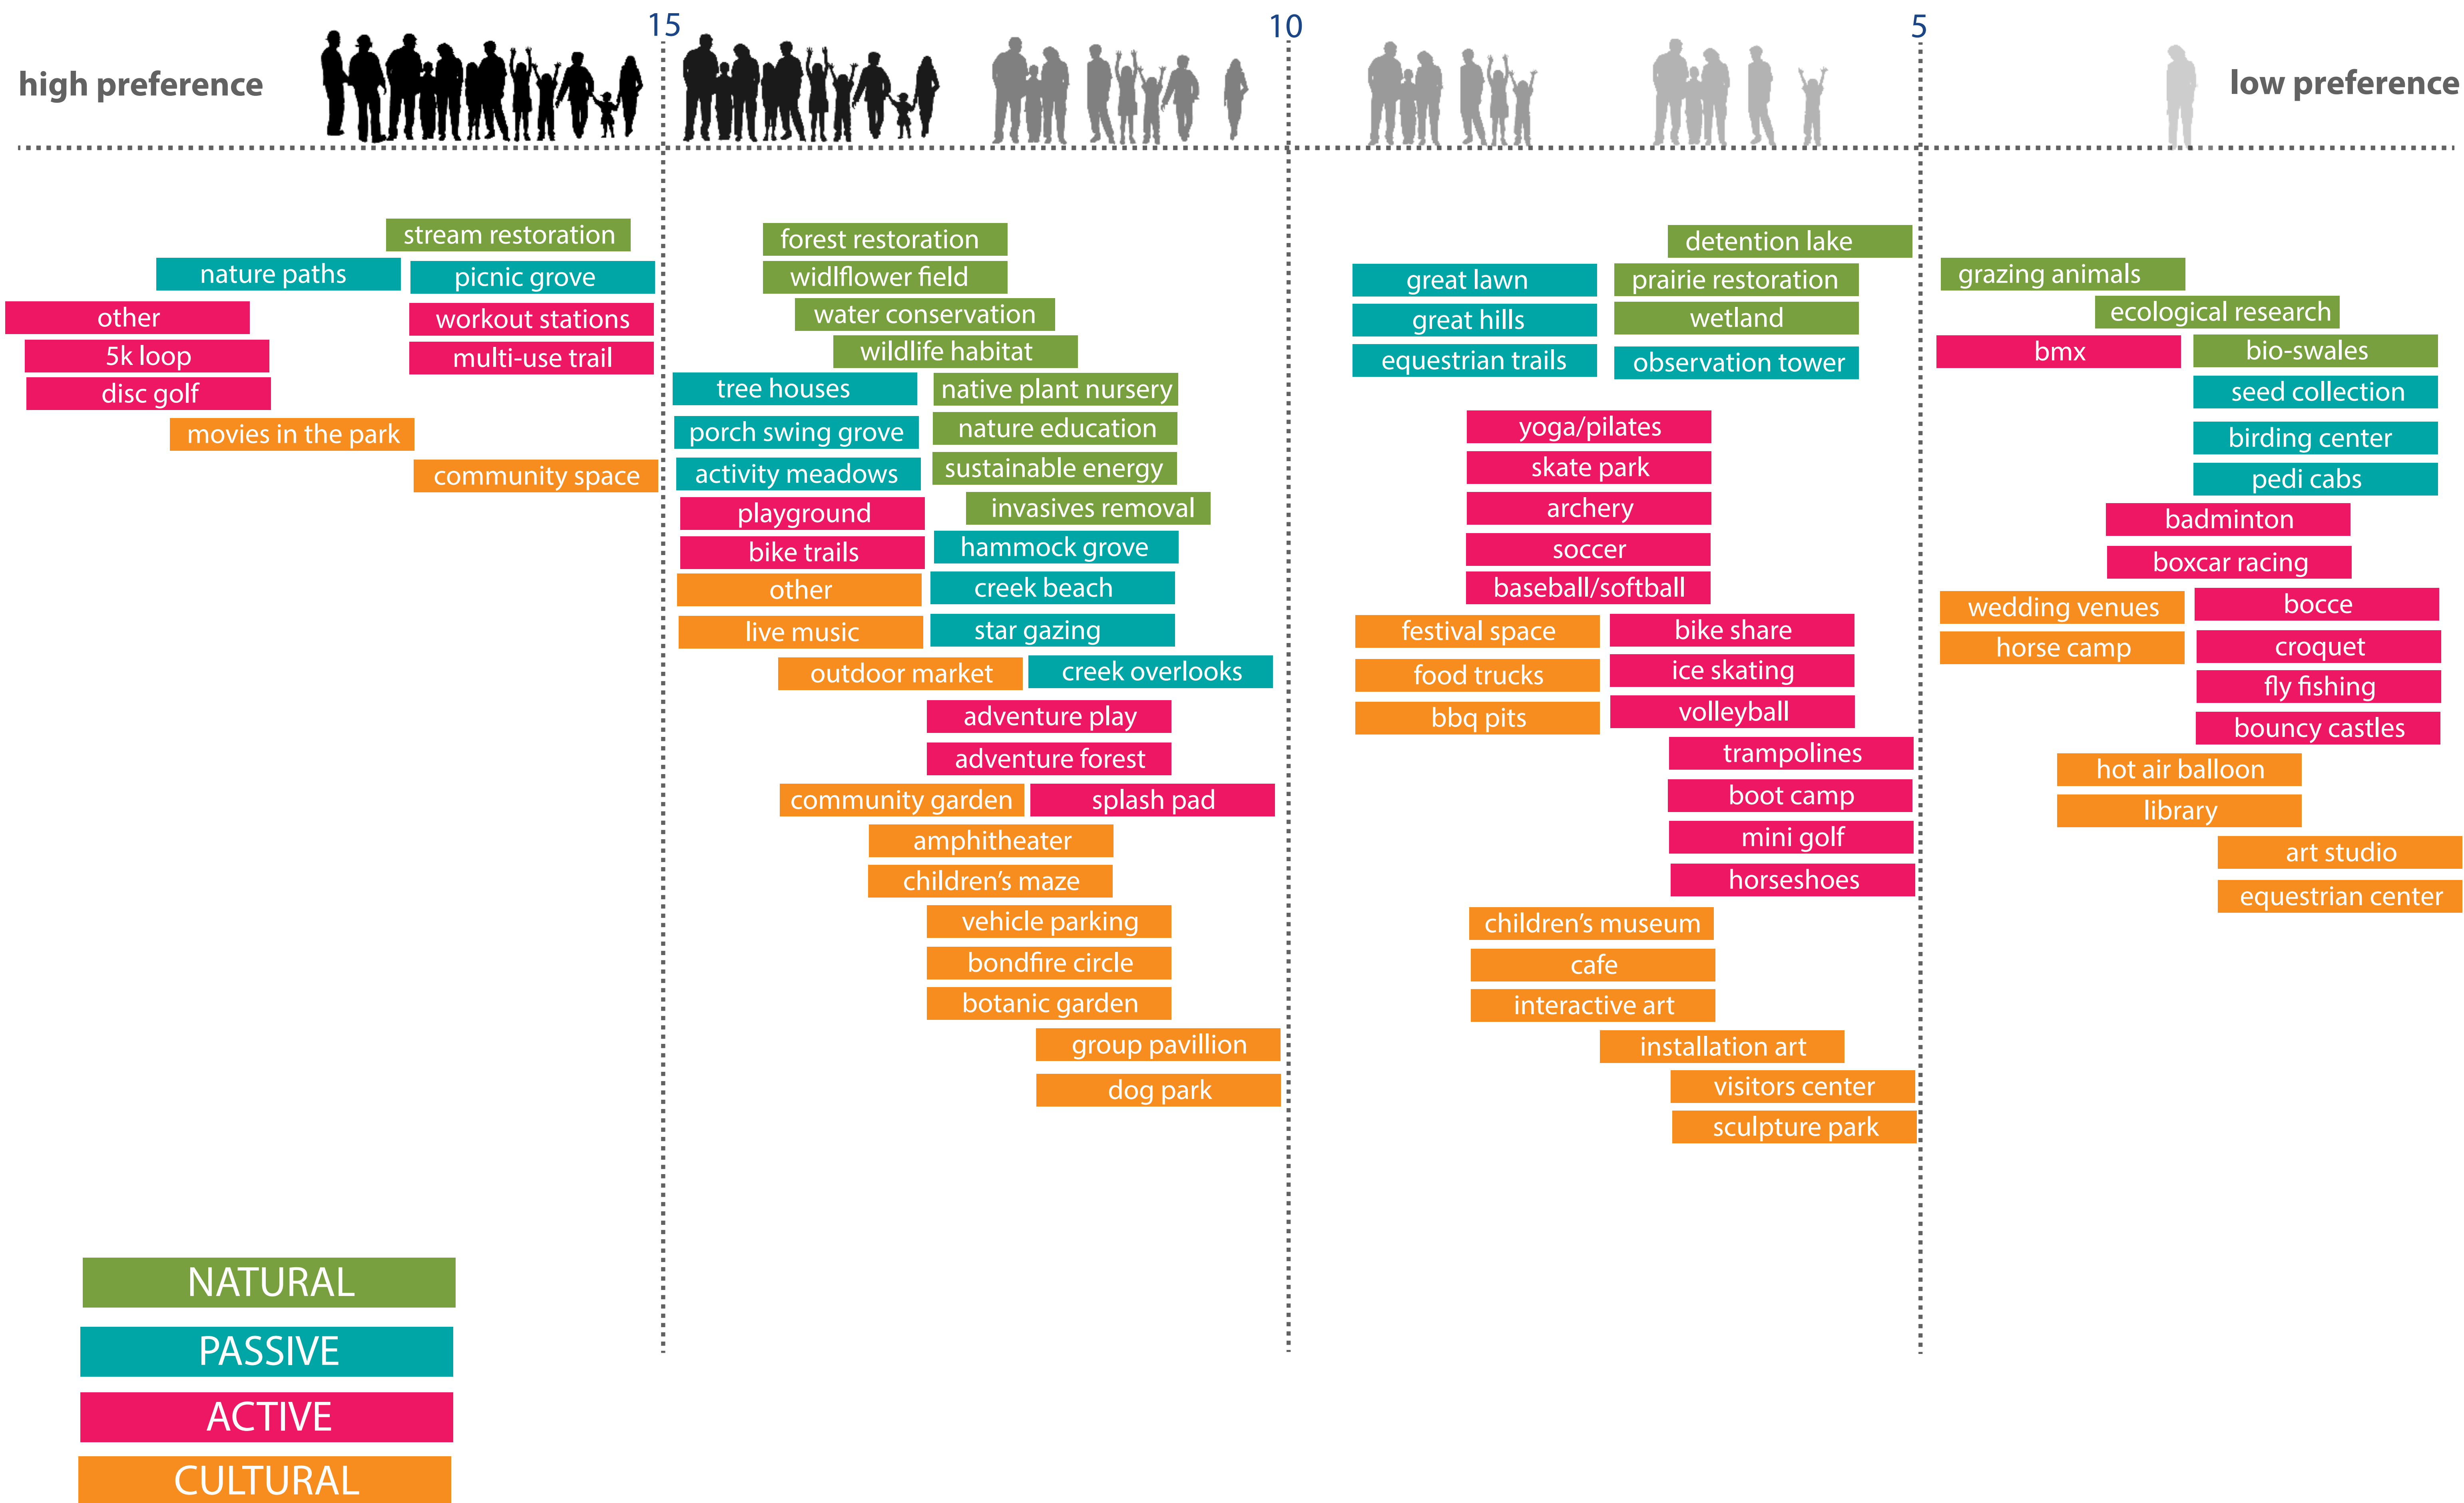 15
10
5
high preference
low preference
stream restoration
nature paths
picnic grove
other
workout stations
5k loop
multi-use trail
disc golf
movies in the park
community space
forest restoration
widlflower field
water conservation
wildlife habitat
tree houses
native plant nursery
porch swing grove
nature education
activity meadows
sustainable energy
playground
invasives removal
bike trails
hammock grove
other
creek beach
live music
star gazing
outdoor market
creek overlooks
adventure play
adventure forest
community garden
splash pad
amphitheater
children’s maze
vehicle parking
bondfire circle
botanic garden
group pavillion
dog park
detention lake
great lawn
prairie restoration
great hills
wetland
equestrian trails
observation tower
yoga/pilates
skate park
archery
soccer
baseball/softball
festival space
bike share
food trucks
ice skating
bbq pits
volleyball
trampolines
boot camp
mini golf
horseshoes
children’s museum
cafe
interactive art
installation art
visitors center
sculpture park
grazing animals
ecological research
bmx
bio-swales
seed collection
birding center
pedi cabs
badminton
boxcar racing
wedding venues
bocce
horse camp
croquet
fly fishing
bouncy castles
hot air balloon
library
art studio
equestrian center
NATURAL
PASSIVE
ACTIVE
CULTURAL